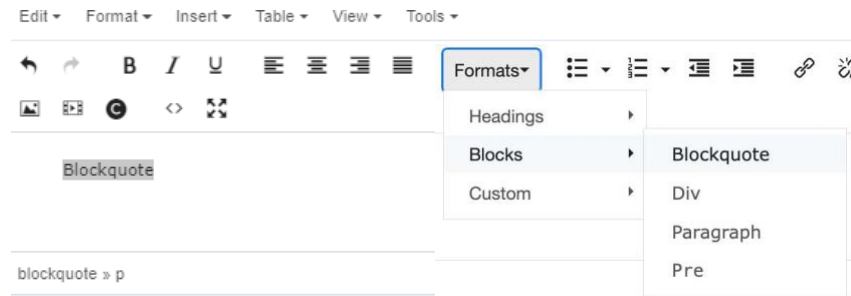 Edit Format Insert Table View Tools
B I U Formats
Headings
Blocks
Custom
Blockquote
Div
Paragraph
Pre
Blockquote
blockquote » p